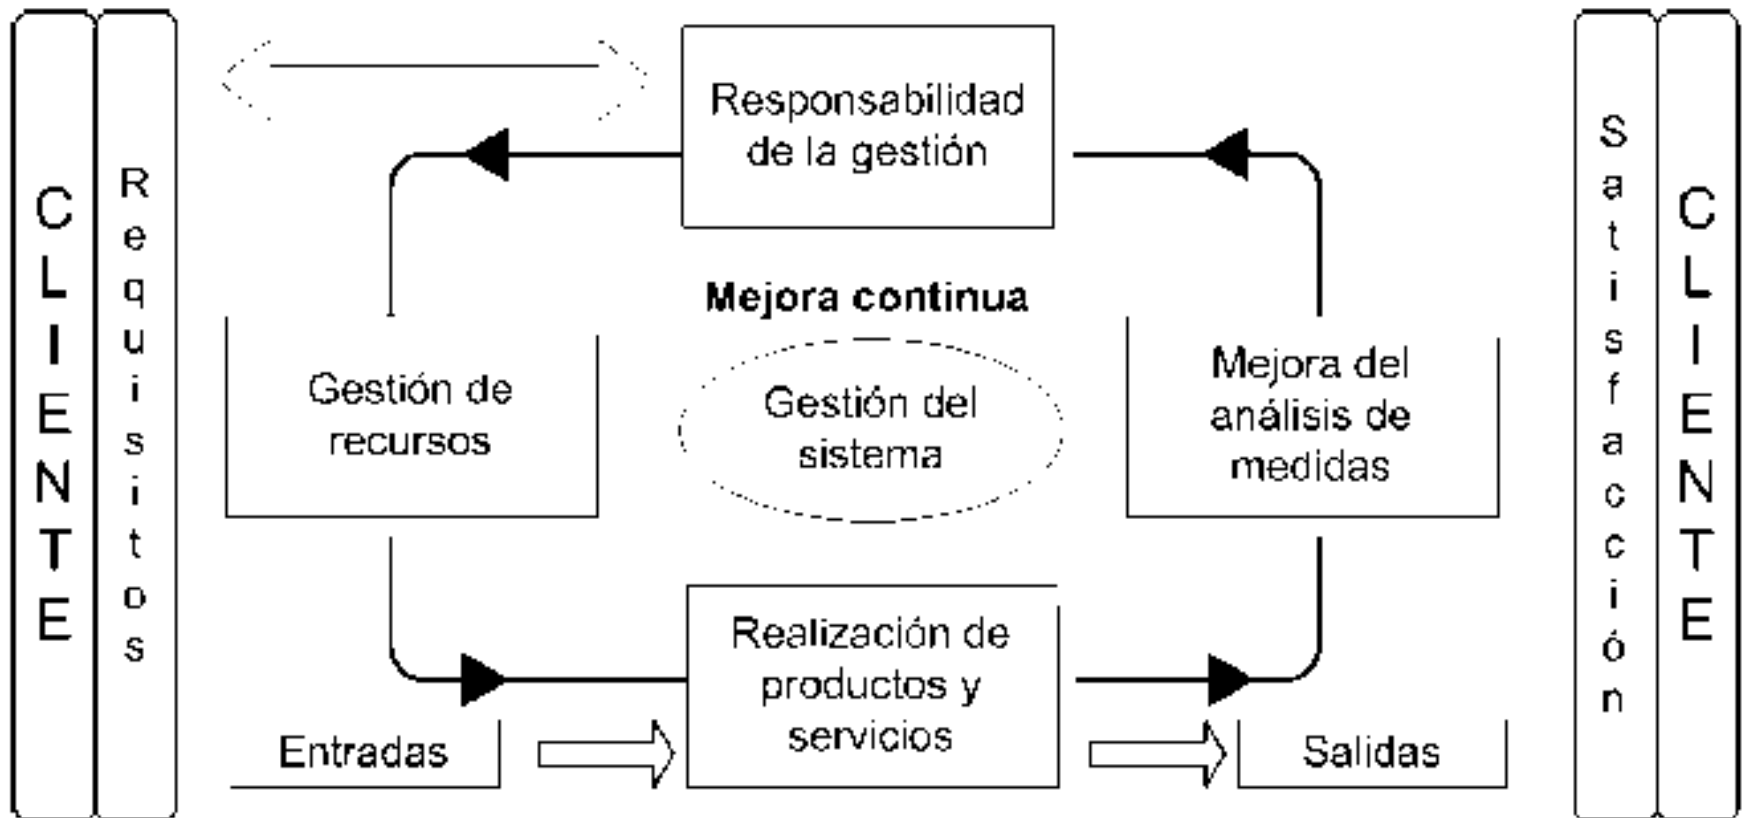 CLIENTE
Requisitos
Responsabilidad
de la gestión
Mejora continua
Gestión de
recursos
Gestión del
sistema
Mejora del
análisis de
medidas
Realización de
productos y
servicios
Entradas
Salidas
Satisfacción
CLIENTE